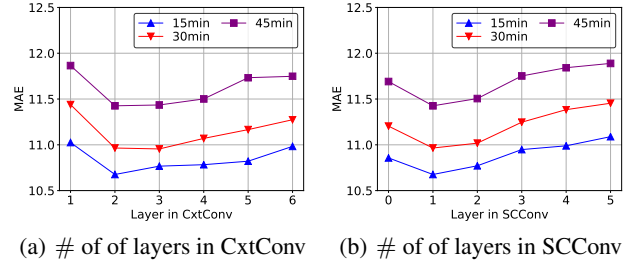 12.5
12.0
11.5
11.0
10.5
MAE
15min
30min
45min
1 2 3 4 5 6
Layer in CxtConv
(a) # of of layers in CxtConv
12.5
12.0
11.5
11.0
10.5
MAE
15min
30min
45min
0 1 2 3 4 5
Layer in SCConv
(b) # of of layers in SCConv